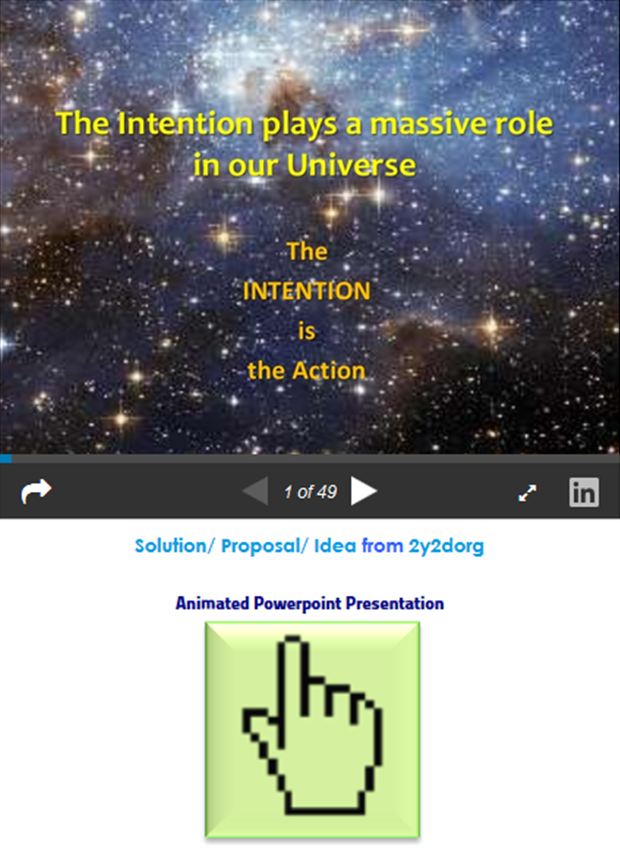 The Intention plays a massive role
in our Universe
The
INTENTION
is
the Action
1 of 49
in
Solution/ Proposal/ Idea from 2y2dorg
Animated Powerpoint Presentation